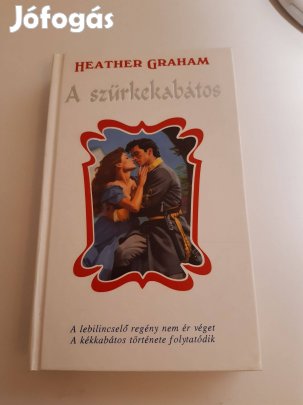 Jófogás
HEATHER GRAHAM
A szürkekabátos
A lebilincselő regény nem ér véget
A kékkabátos története folytatódik